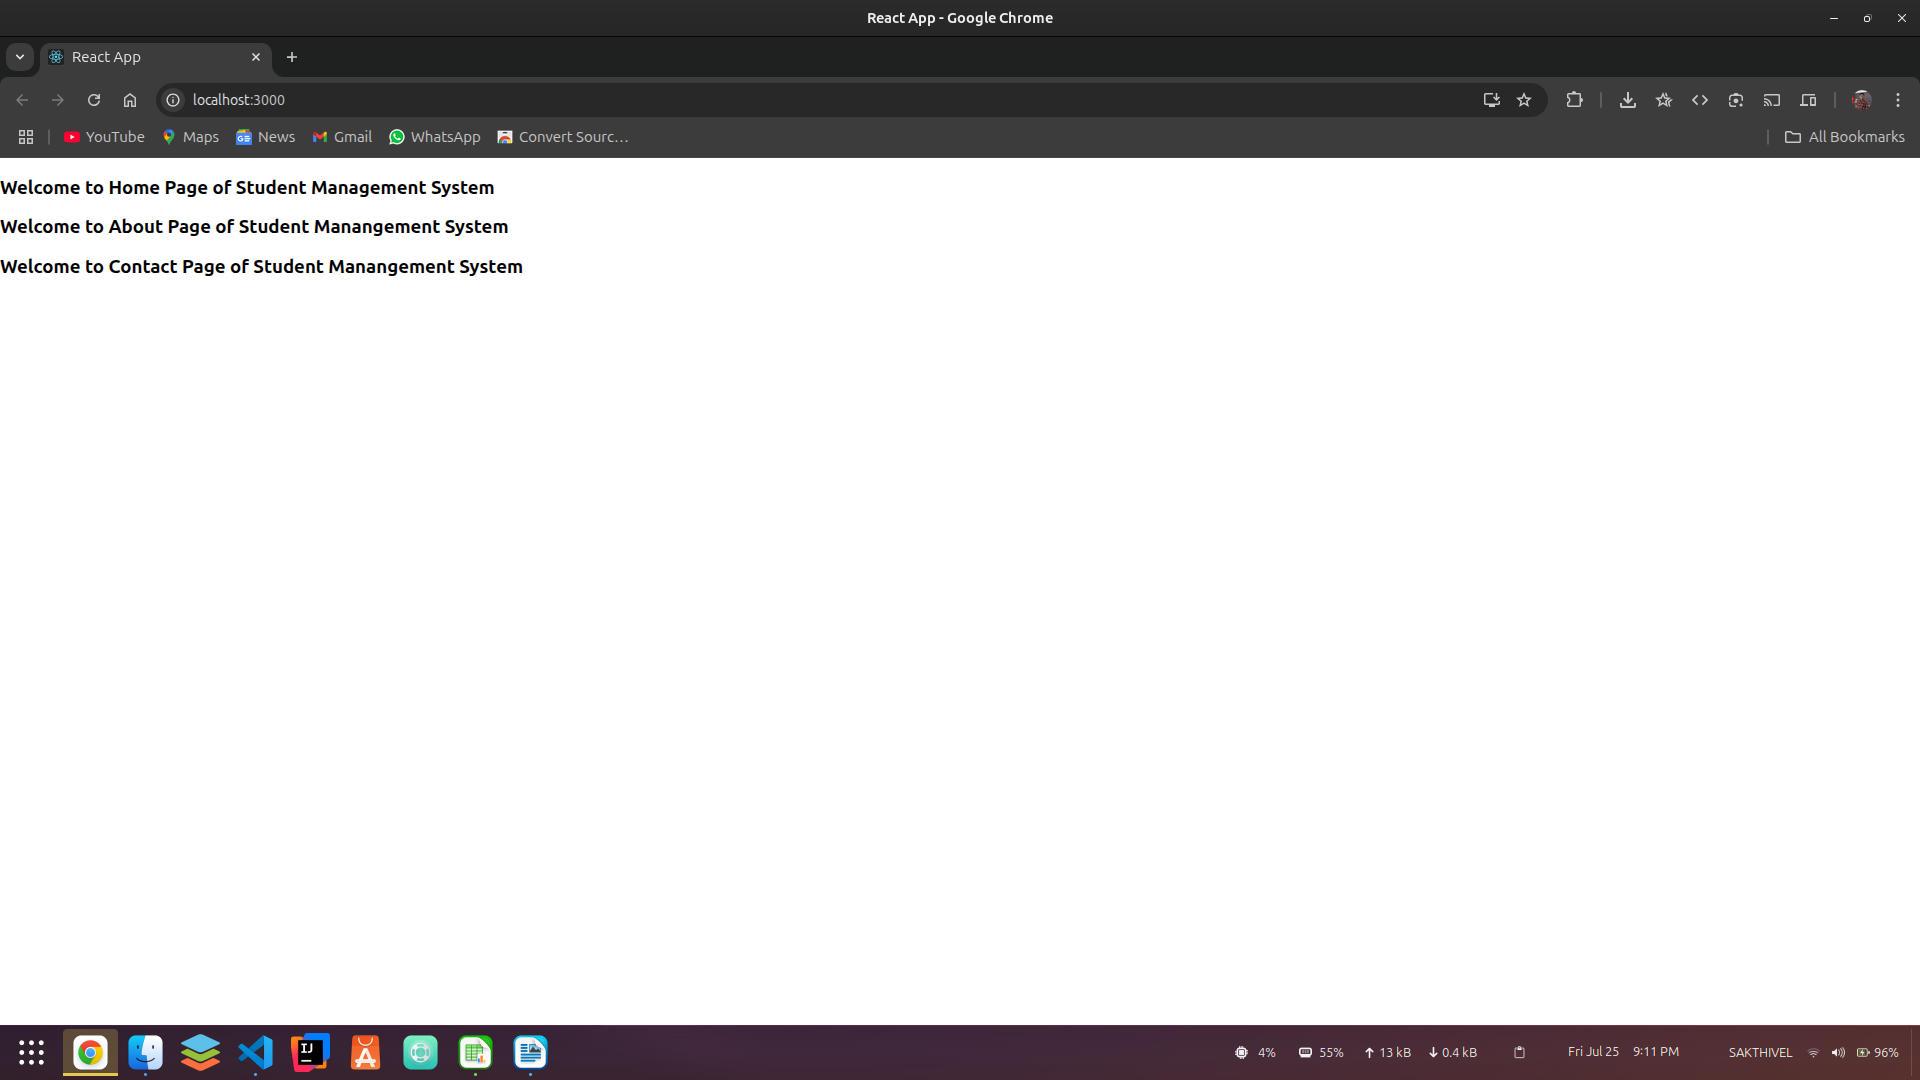 React App - Google Chrome
React App
localhost:3000
YouTube Maps News Gmail WhatsApp Convert Sourc… All Bookmarks
Welcome to Home Page of Student Management System
Welcome to About Page of Student Manangement System
Welcome to Contact Page of Student Manangement System
4% 55% 13 kB 0.4 kB Fri Jul 25 9:11 PM SAKTHIVEL 96%